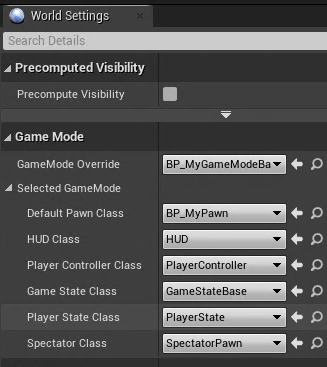 World Settings
Search Details
Precomputed Visibility
Precompute Visibility
Game Mode
GameMode Override BP_MyGameModeBa
Selected GameMode
Default Pawn Class BP_MyPawn
HUD Class HUD
Player Controller Class PlayerController
Game State Class GameStateBase
Player State Class PlayerState
Spectator Class SpectatorPawn